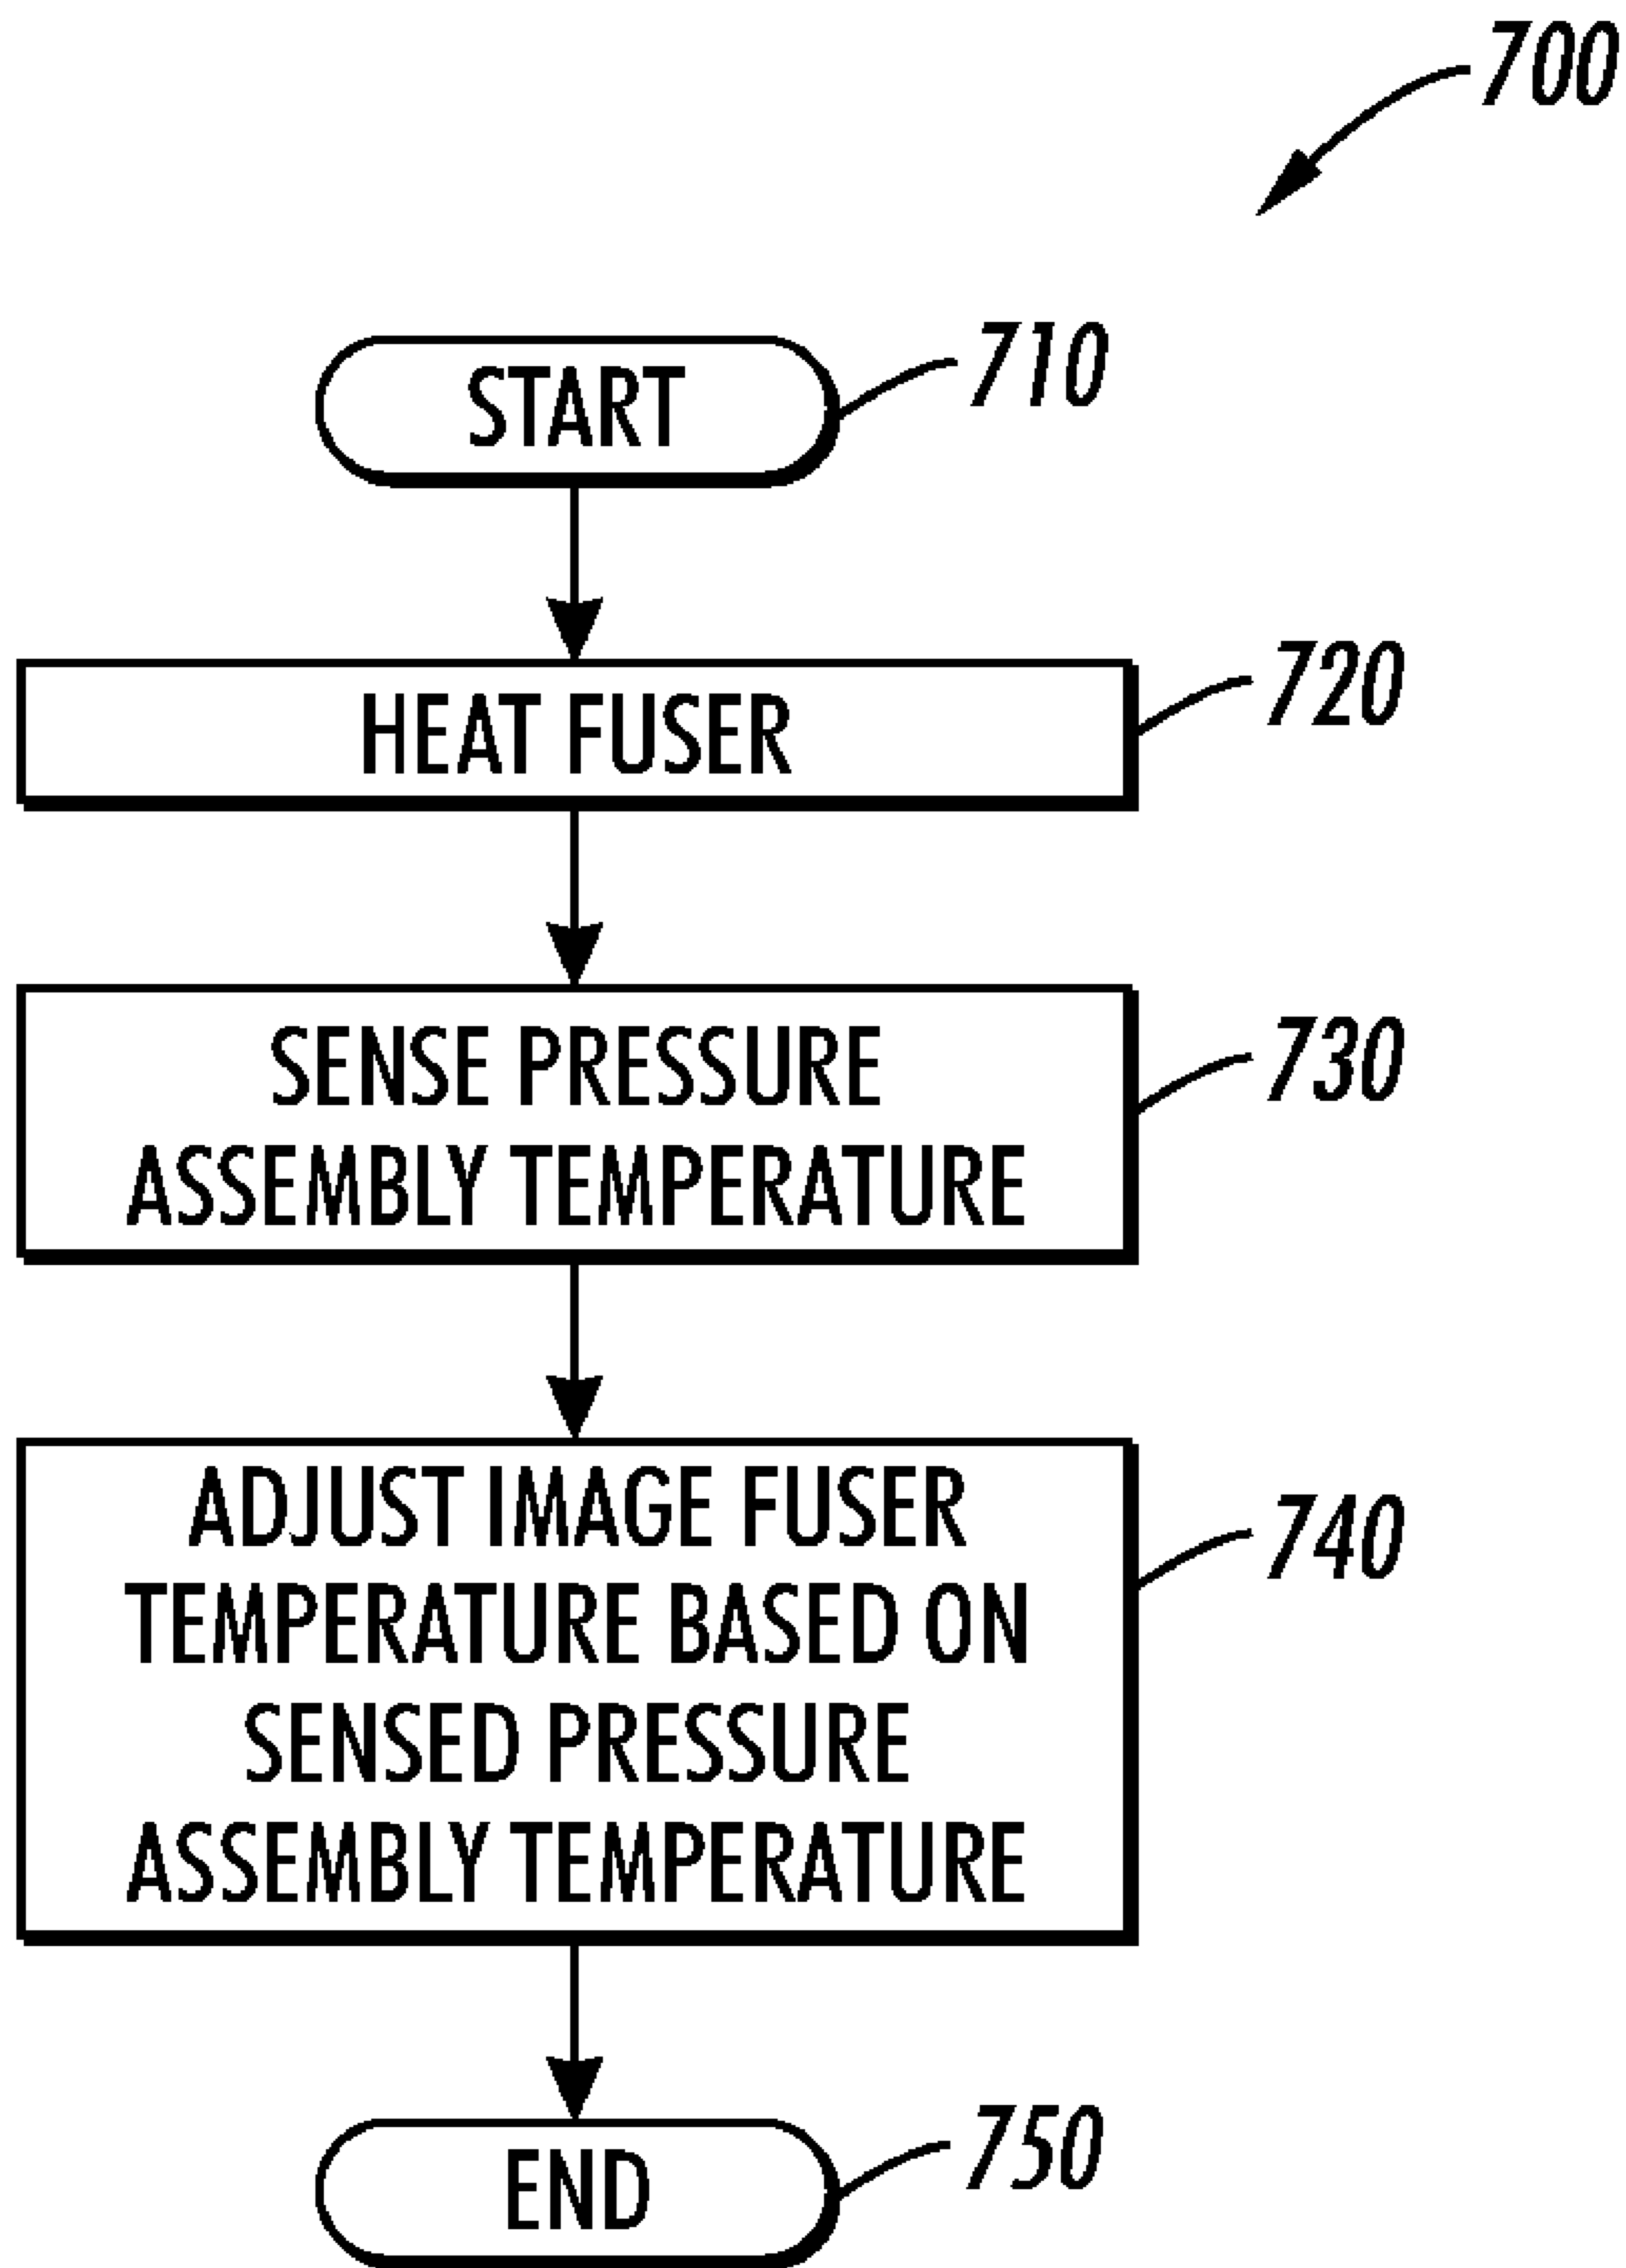 700
START
710
HEAT FUSER
720
SENSE PRESSURE
ASSEMBLY TEMPERATURE
730
ADJUST IMAGE FUSER
TEMPERATURE BASED ON
SENSED PRESSURE
ASSEMBLY TEMPERATURE
740
END
750